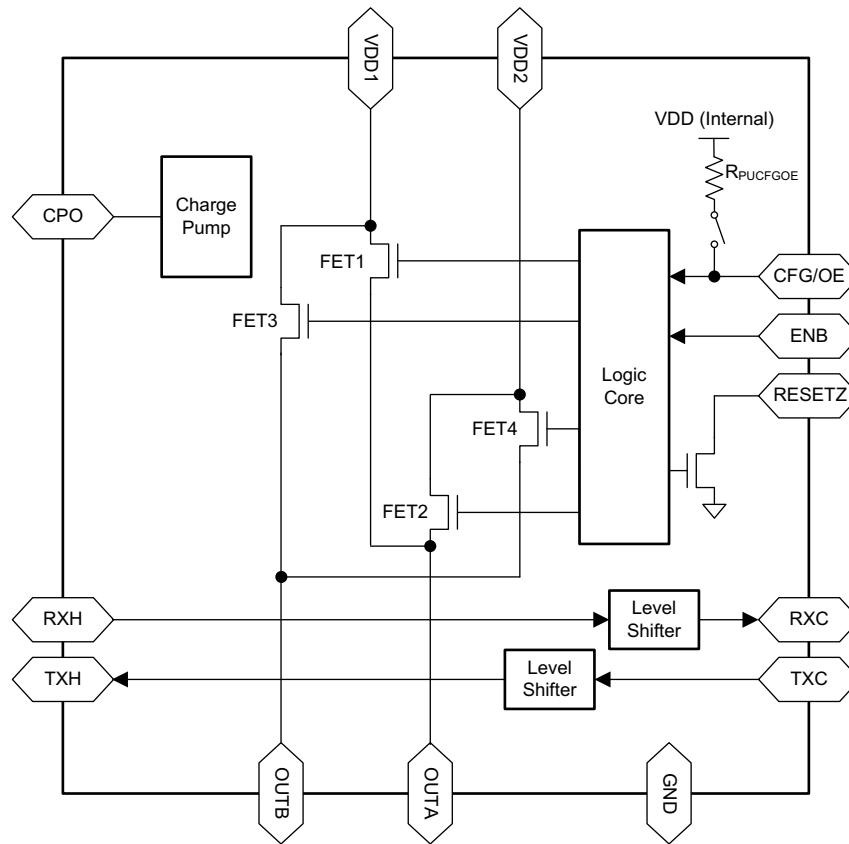 VDD1
VDD2
VDD (Internal)
RPUCFGOE
CPO
Charge
Pump
FET1
CFG/OE
FET3
ENB
Logic
Core
RESETZ
FET4
FET2
RXH
Level
Shifter
RXC
TXH
Level
Shifter
TXC
OUTB
OUTA
GND